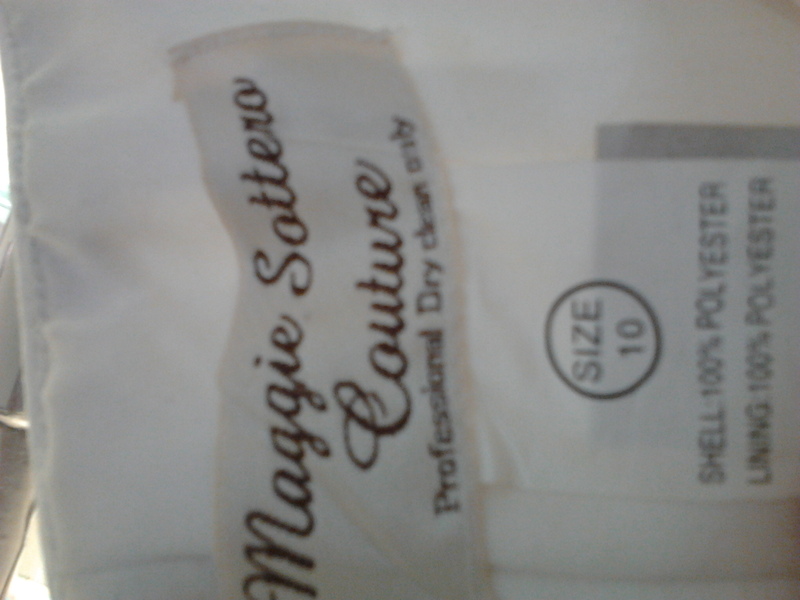 Maggie Sottero
Couture
Professional Dry clean only
SIZE
10
SHELL:100% POLYESTER
LINING:100% POLYESTER